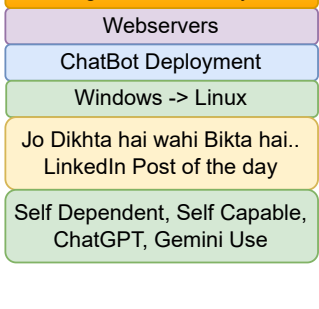 Webservers
ChatBot Deployment
Windows -> Linux
Jo Dikhta hai wahi Bikta hai..
LinkedIn Post of the day
Self Dependent, Self Capable,
ChatGPT, Gemini Use